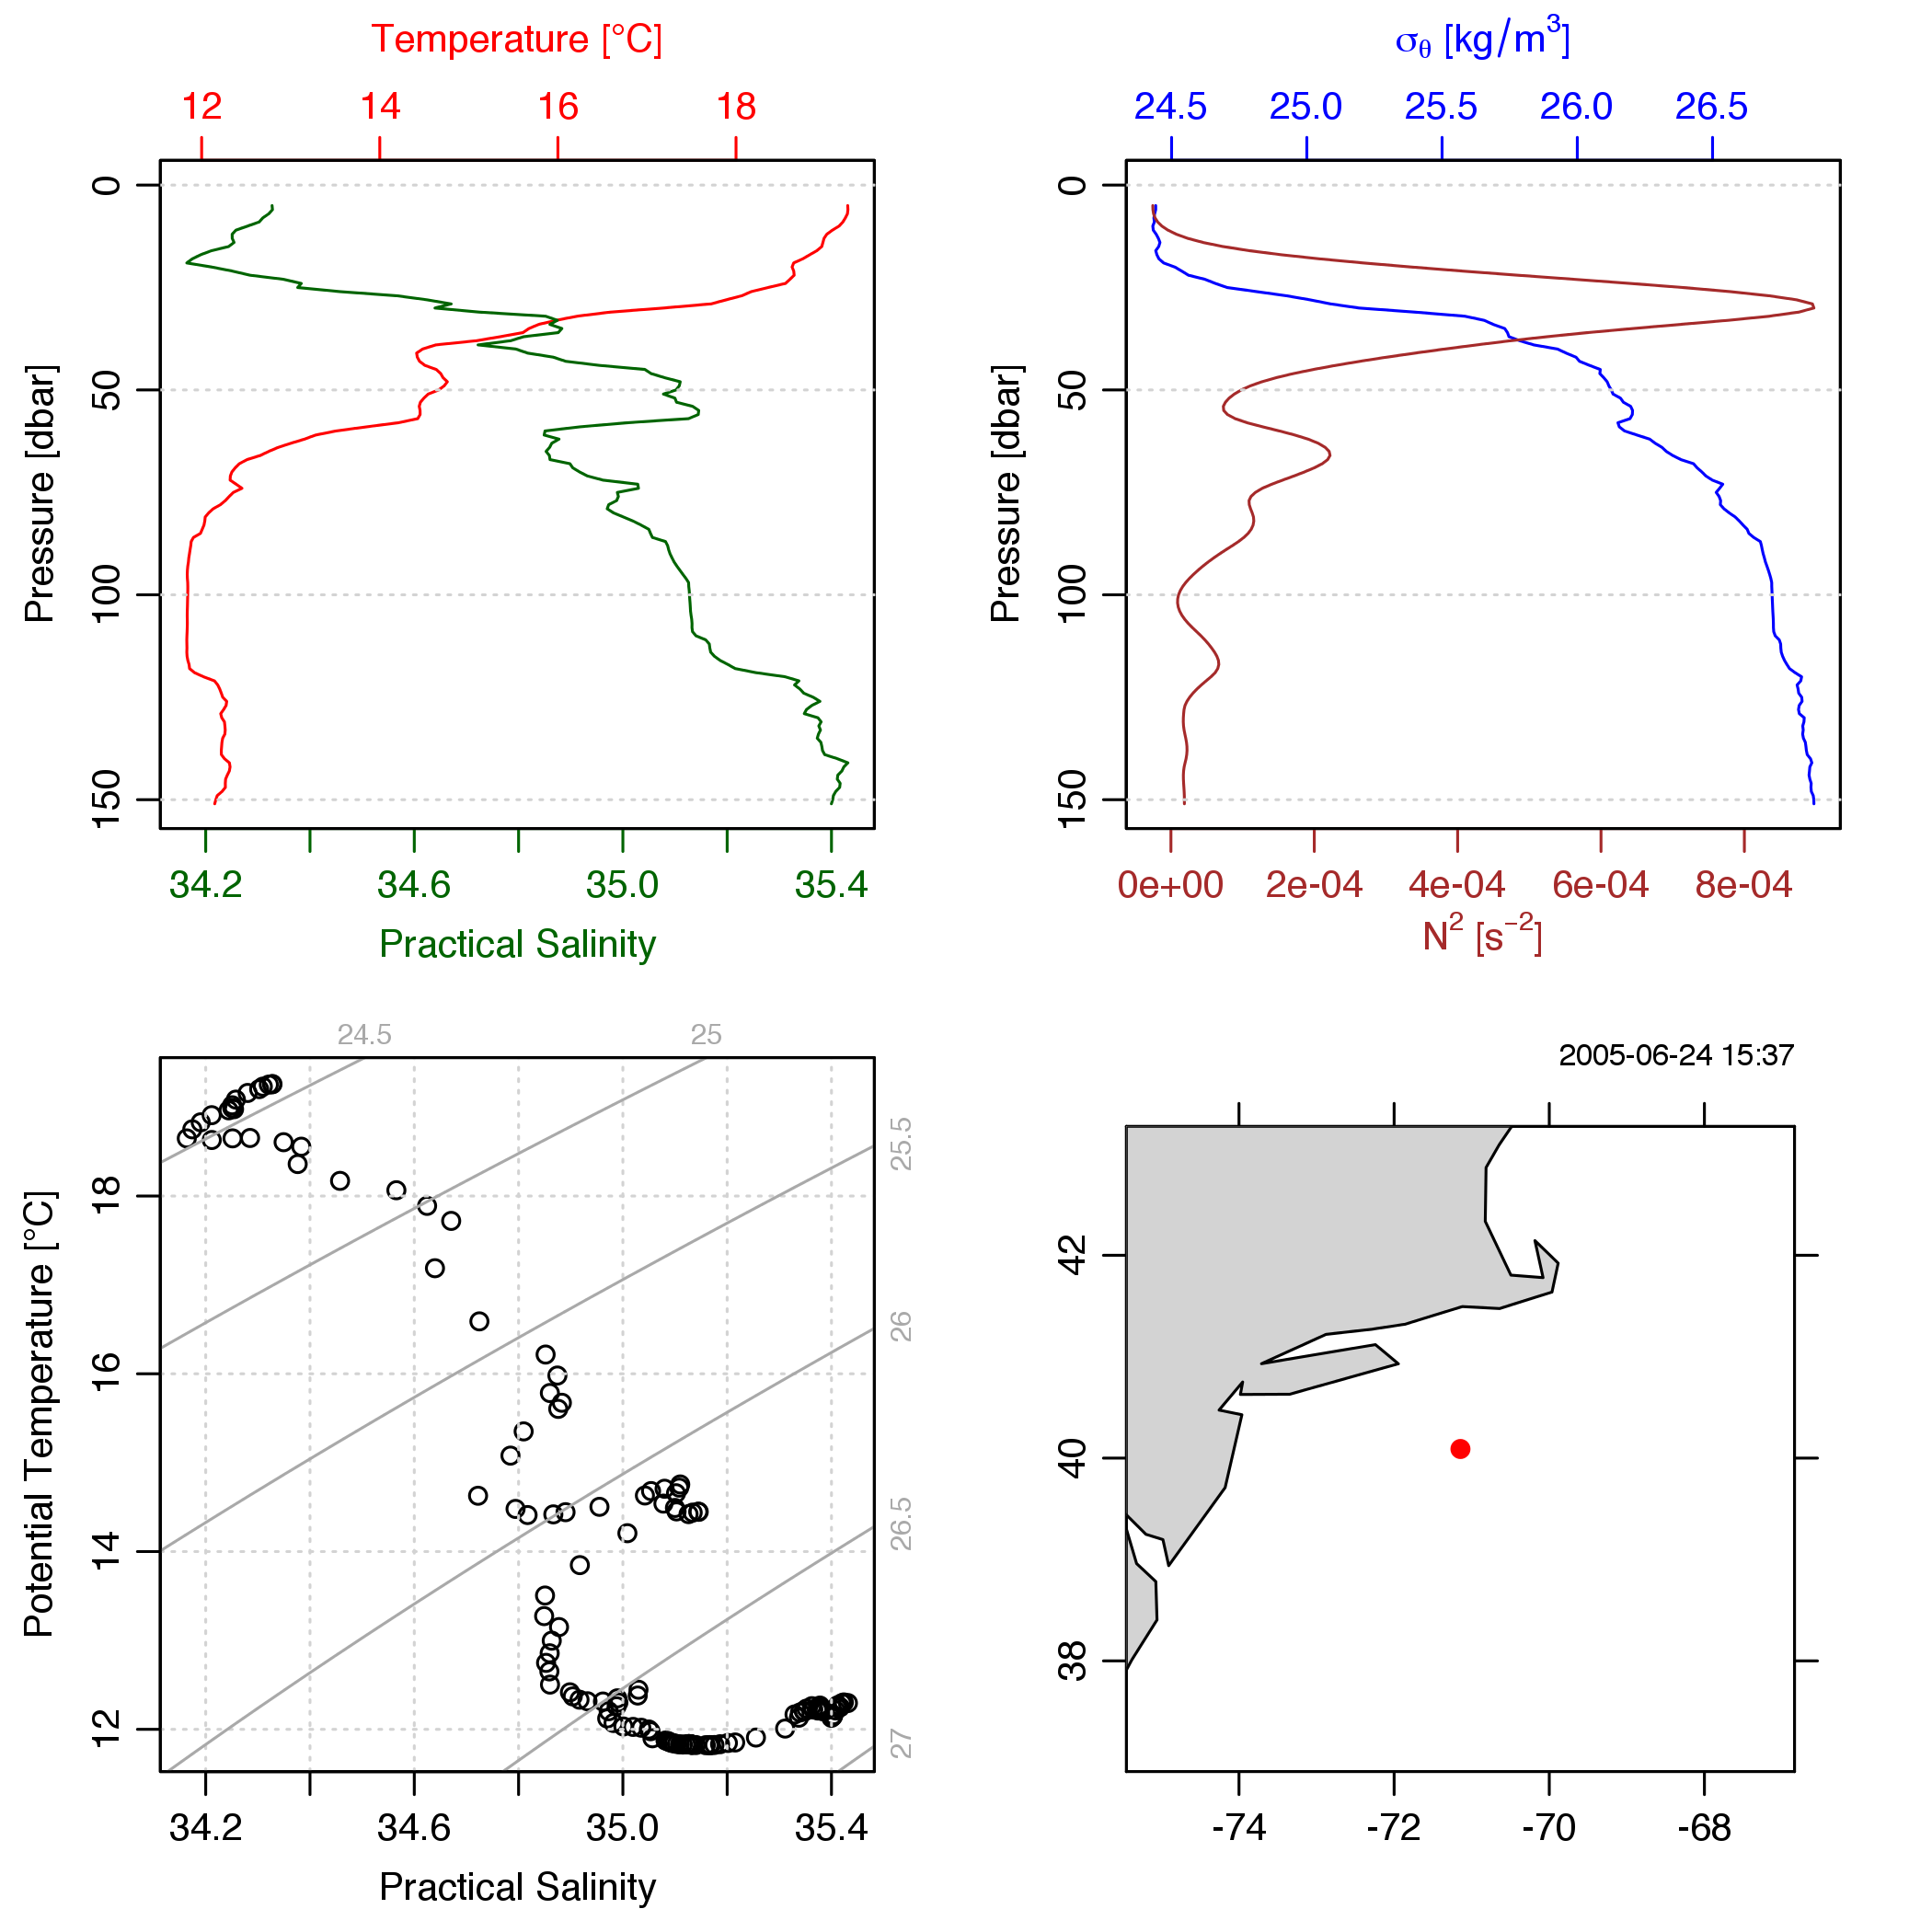 Temperature [°C]
12 14 16 18
0
50
100
150
Pressure [dbar]
34.2 34.6 35.0 35.4
Practical Salinity
σθ [kg/m³]
24.5 25.0 25.5 26.0 26.5
0
50
100
150
Pressure [dbar]
0e+00 2e-04 4e-04 6e-04 8e-04
N² [s⁻²]
24.5 25
25.5
26
26.5
27
18
16
14
12
Potential Temperature [°C]
34.2 34.6 35.0 35.4
Practical Salinity
2005-06-24 15:37
42
40
38
-74 -72 -70 -68